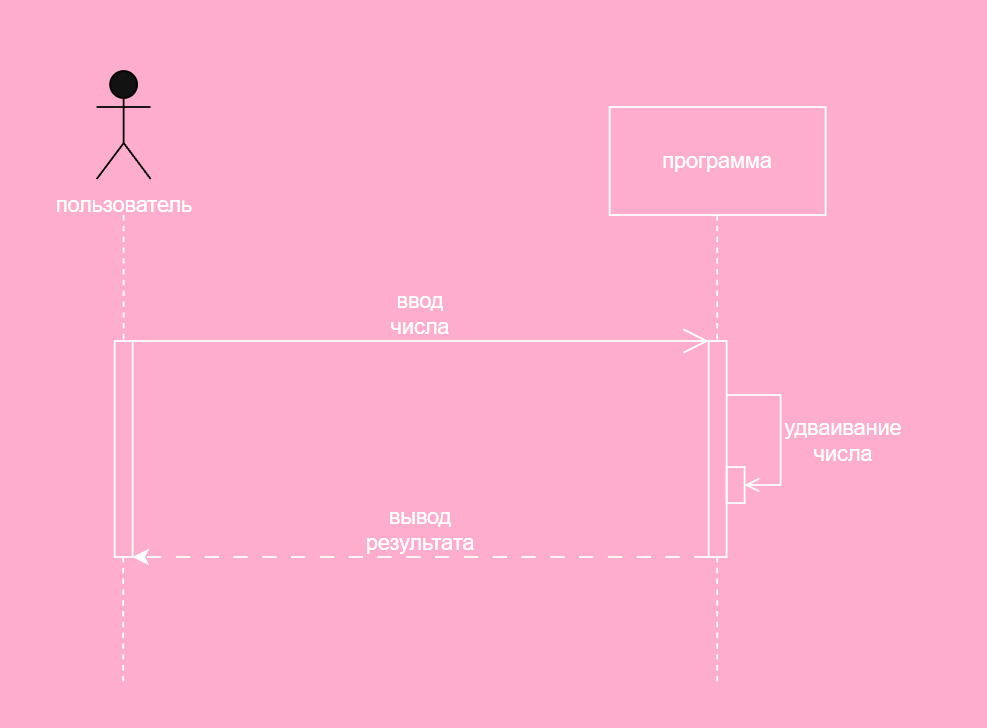 программа
пользователь
ввод
числа
удваивание
числа
вывод
результата